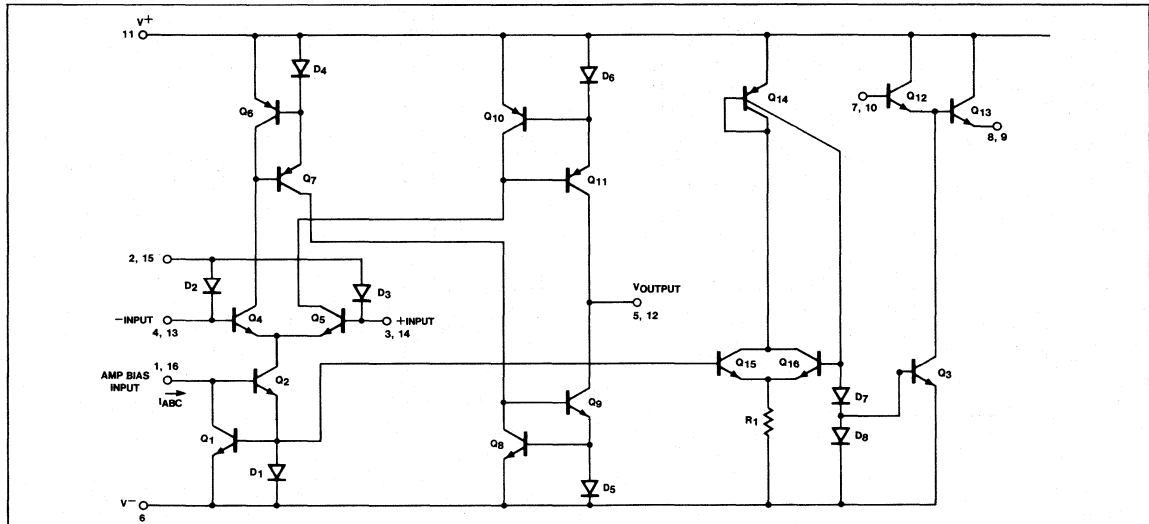 V+
11
D4
D6
Q6
Q10
Q14
7, 10
Q12
Q13
8, 9
Q7
Q11
2, 15
D2
D3
VOUTPUT
5, 12
−INPUT
4, 13
Q4
Q5
+INPUT
3, 14
AMP BIAS
INPUT
1, 16
IABC
Q2
Q15
Q16
Q3
D7
Q1
Q9
R1
D8
Q8
D1
D5
V−
6